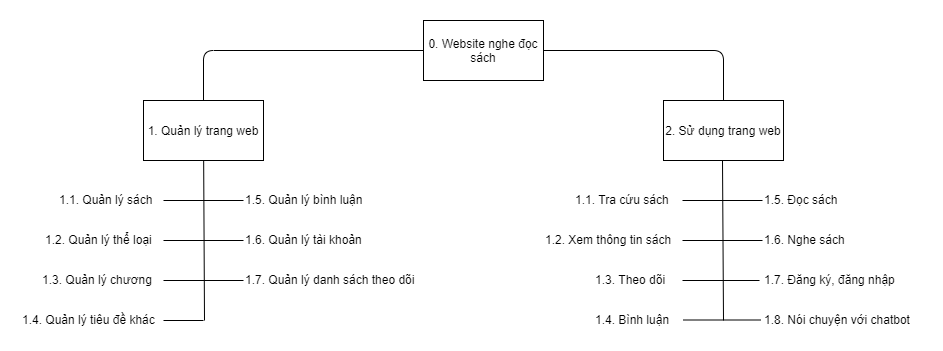 0. Website nghe đọc
sách
1. Quản lý trang web
2. Sử dụng trang web
1.1. Quản lý sách
1.5. Quản lý bình luận
1.2. Quản lý thể loại
1.6. Quản lý tài khoản
1.3. Quản lý chương
1.7. Quản lý danh sách theo dõi
1.4. Quản lý tiêu đề khác
1.1. Tra cứu sách
1.5. Đọc sách
1.2. Xem thông tin sách
1.6. Nghe sách
1.3. Theo dõi
1.7. Đăng ký, đăng nhập
1.4. Bình luận
1.8. Nói chuyện với chatbot